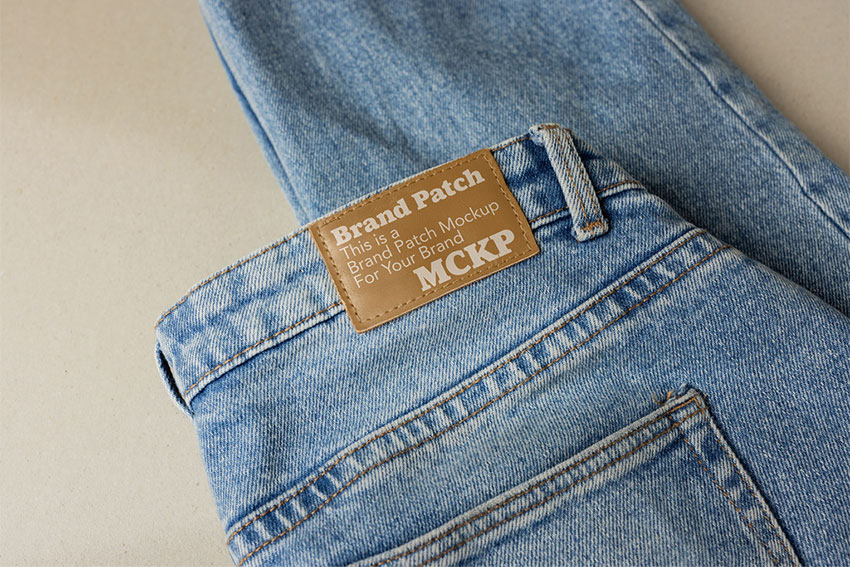 Brand Patch
This is a
Brand Patch Mockup
For Your Brand
MCKP